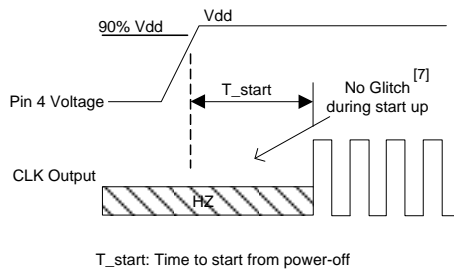 90% Vdd
Vdd
T_start
No Glitch [7]
during start up
Pin 4 Voltage
CLK Output
HZ
T_start: Time to start from power-off